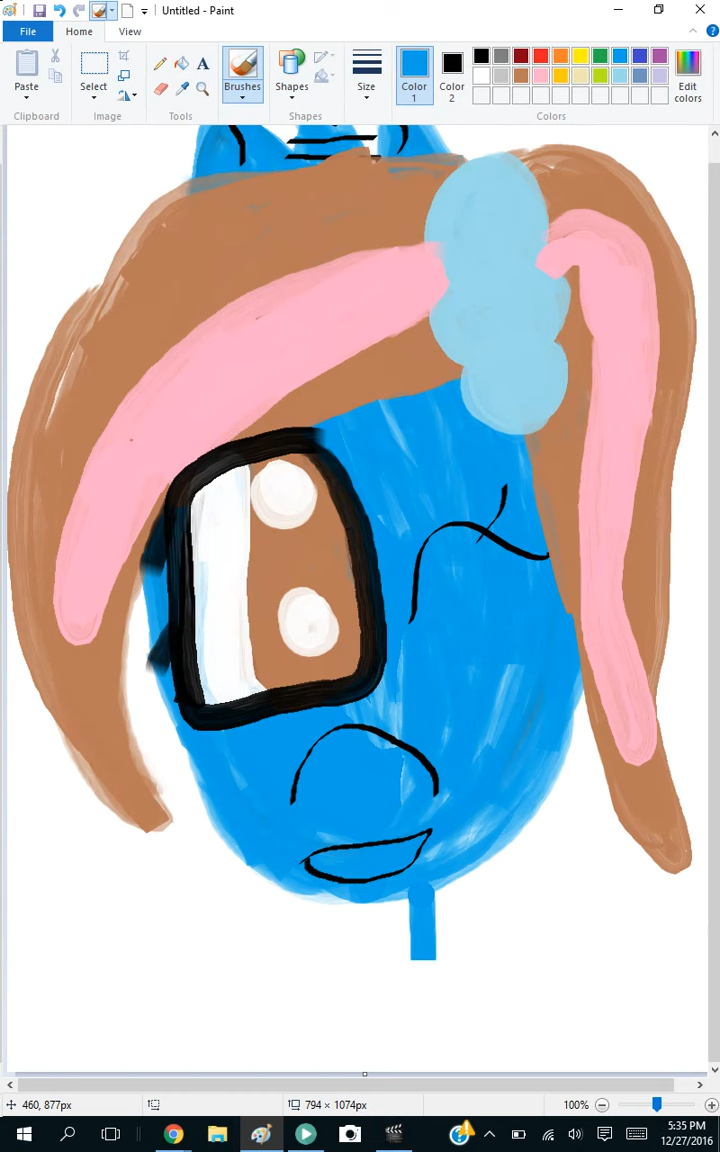 Untitled - Paint
File Home View
Paste Select Brushes Shapes Size Color 1 Color 2 Edit colors
Clipboard Image Tools Shapes Colors
460, 877px 794 × 1074px 100%
5:35 PM
12/27/2016